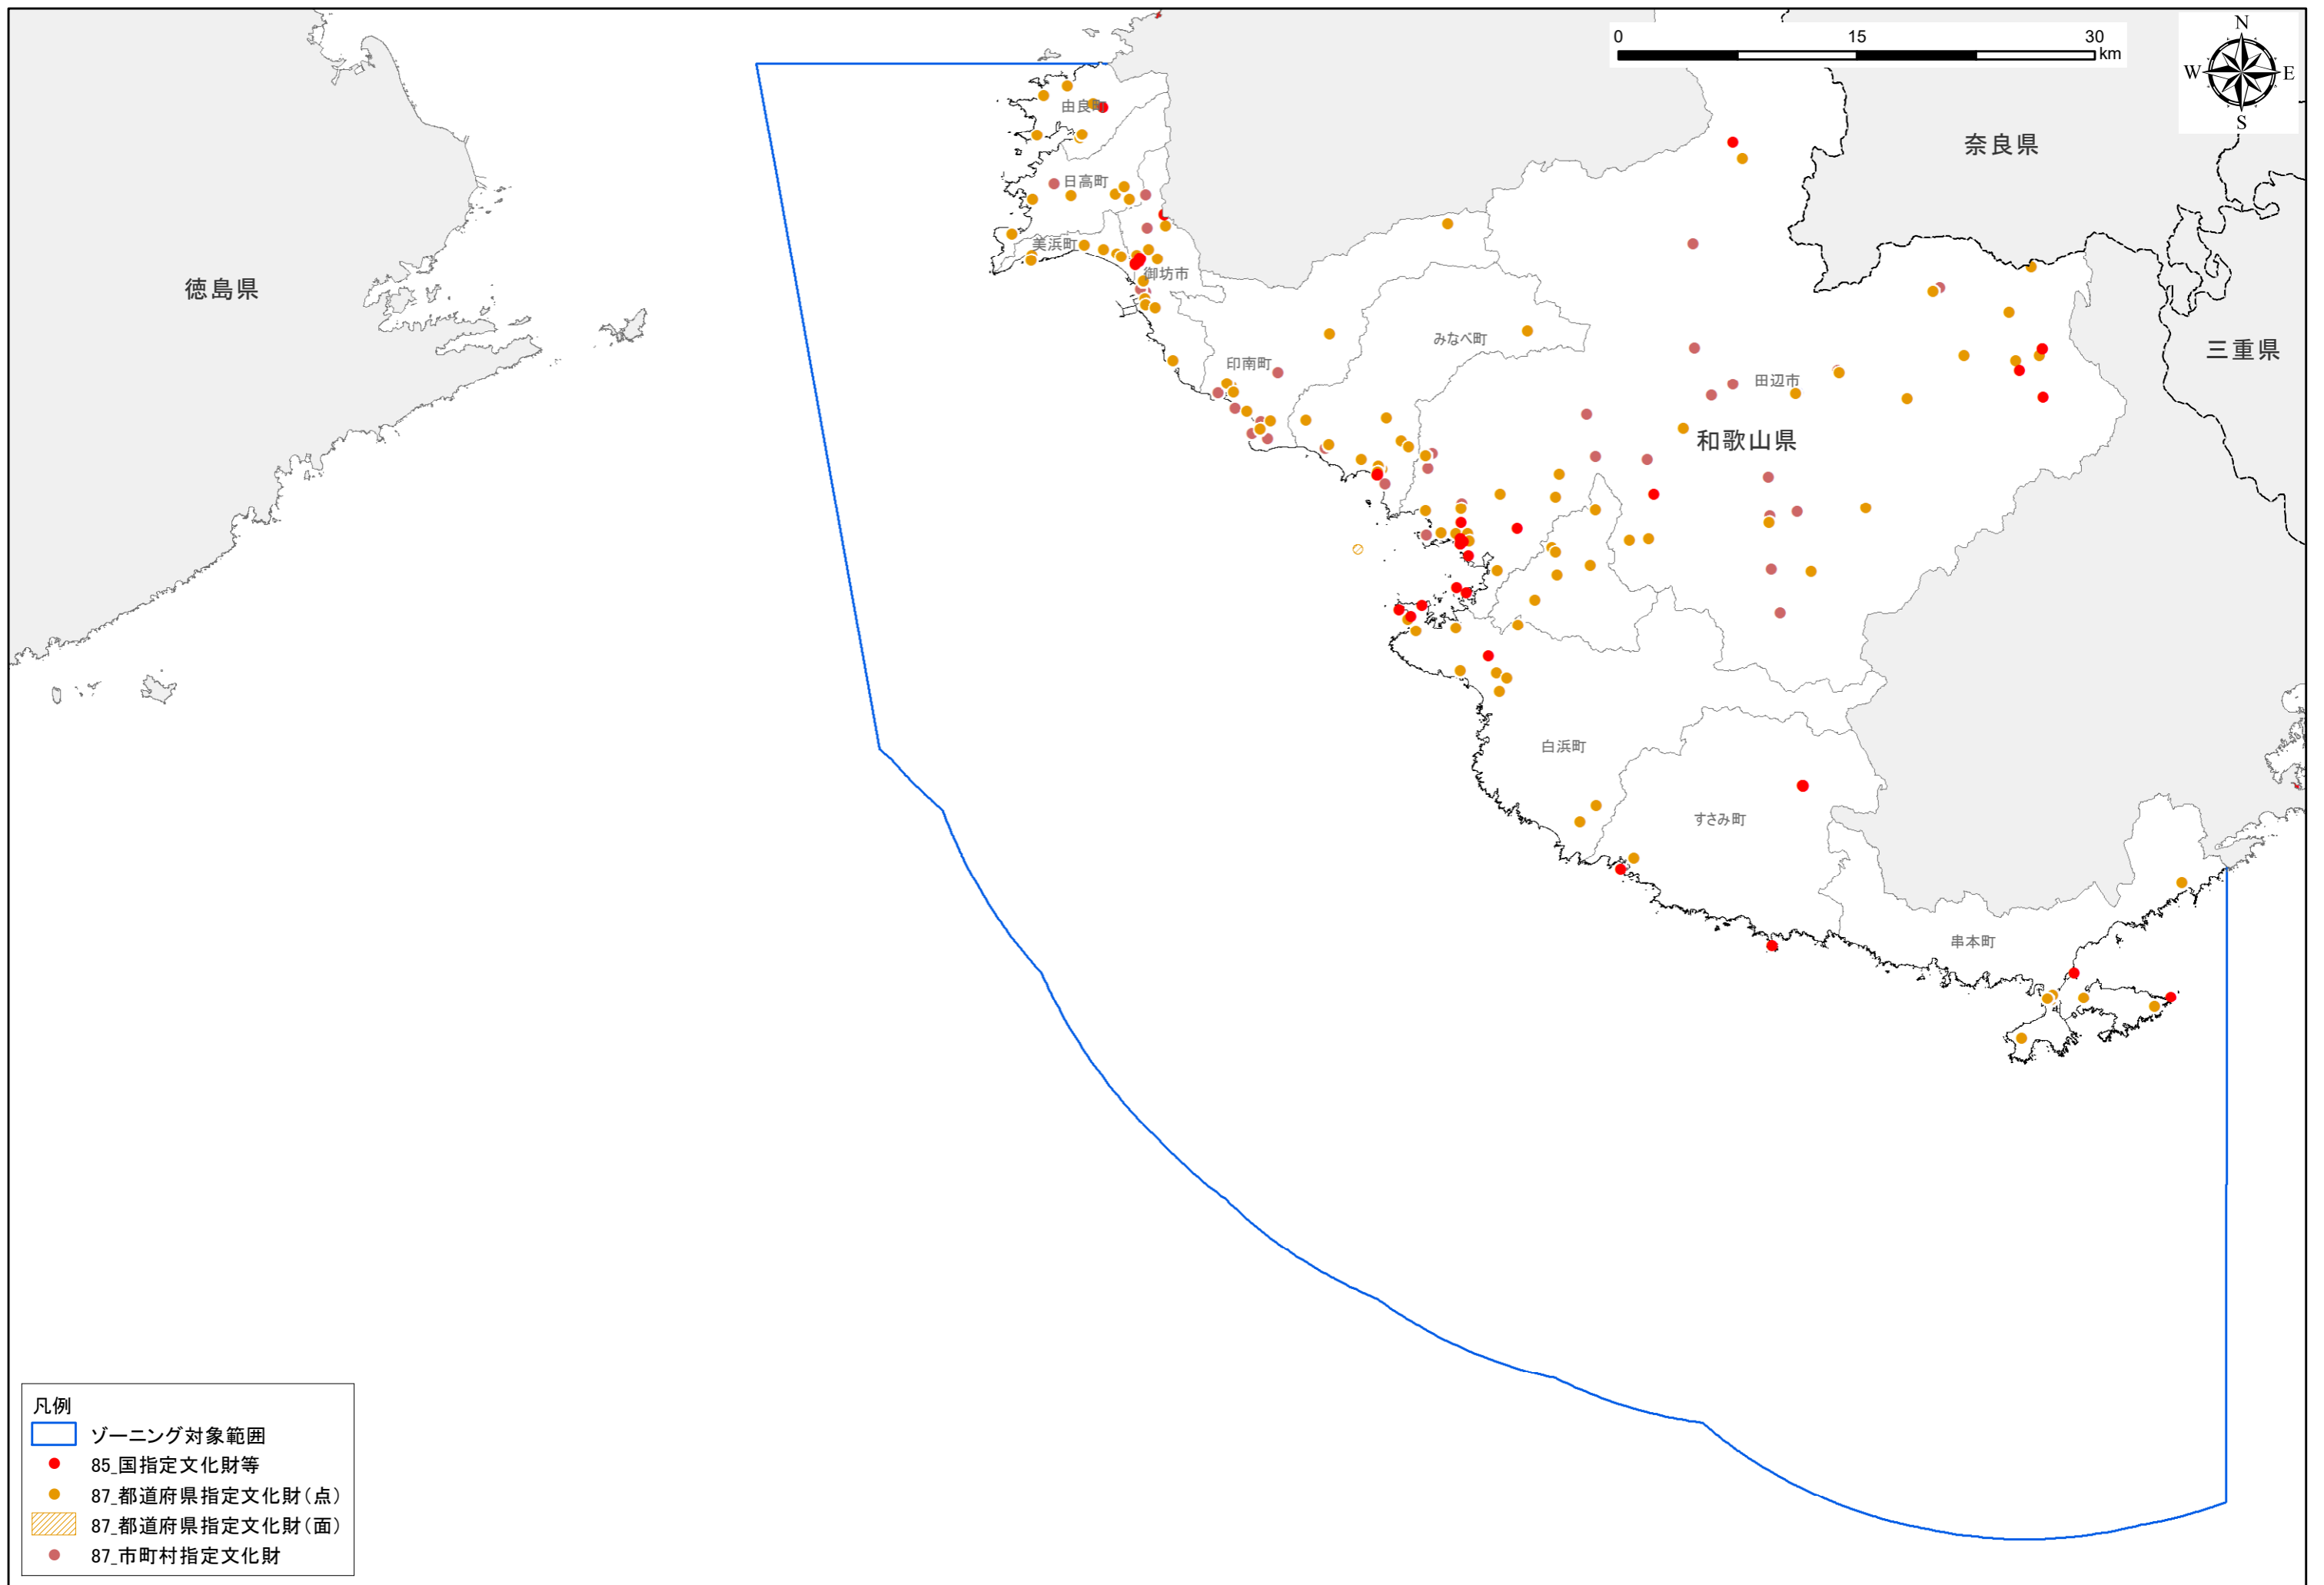 0 15 30
km
N
W E
S
奈良県
由良町
日高町
美浜町
御坊市
徳島県
みなべ町
三重県
印南町
田辺市
和歌山県
白浜町
すさみ町
串本町
凡例
ゾーニング対象範囲
85_国指定文化財等
87_都道府県指定文化財(点)
87_都道府県指定文化財(面)
87_市町村指定文化財